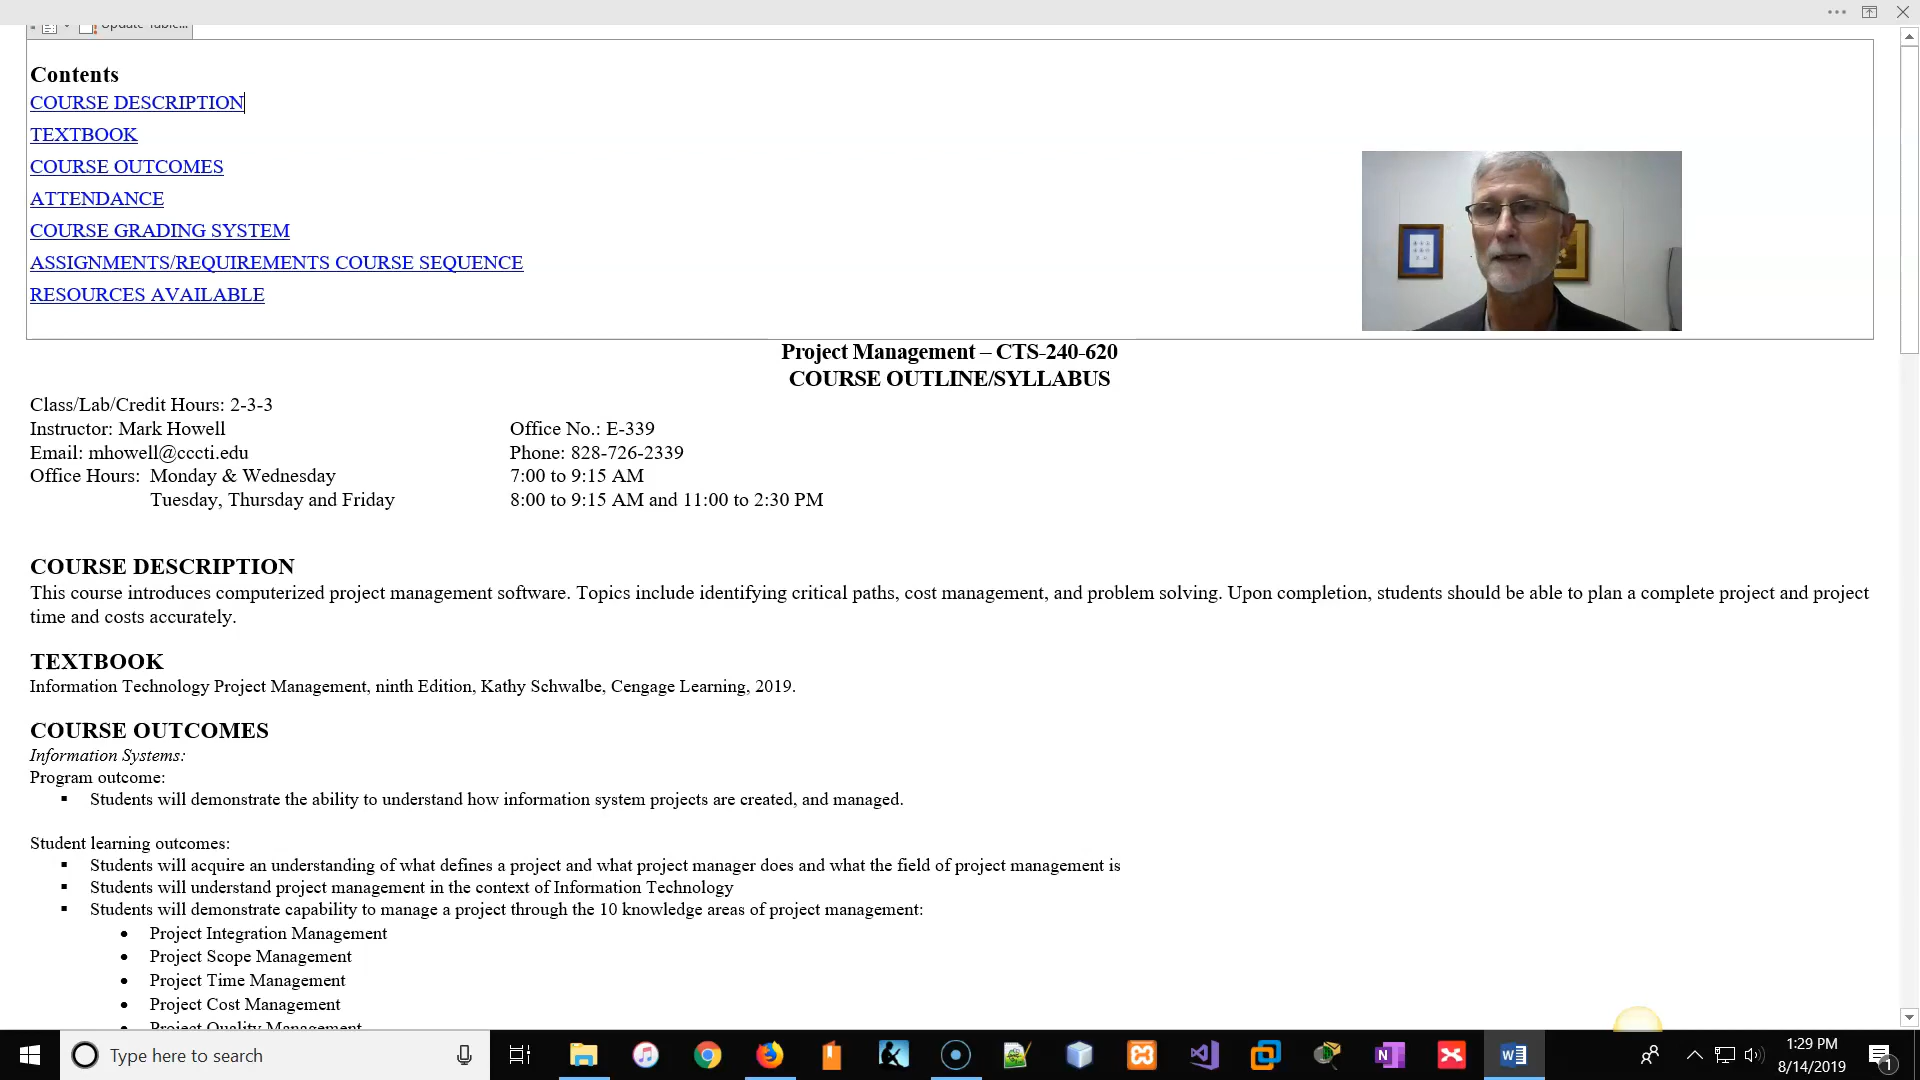 Update Table...
Contents
COURSE DESCRIPTION
TEXTBOOK
COURSE OUTCOMES
ATTENDANCE
COURSE GRADING SYSTEM
ASSIGNMENTS/REQUIREMENTS COURSE SEQUENCE
RESOURCES AVAILABLE
Project Management – CTS-240-620
COURSE OUTLINE/SYLLABUS
Class/Lab/Credit Hours: 2-3-3
Instructor: Mark Howell Office No.: E-339
Email: mhowell@cccti.edu Phone: 828-726-2339
Office Hours: Monday & Wednesday 7:00 to 9:15 AM
Tuesday, Thursday and Friday 8:00 to 9:15 AM and 11:00 to 2:30 PM
COURSE DESCRIPTION
This course introduces computerized project management software. Topics include identifying critical paths, cost management, and problem solving. Upon completion, students should be able to plan a complete project and project
time and costs accurately.
TEXTBOOK
Information Technology Project Management, ninth Edition, Kathy Schwalbe, Cengage Learning, 2019.
COURSE OUTCOMES
Information Systems:
Program outcome:
▪ Students will demonstrate the ability to understand how information system projects are created, and managed.
Student learning outcomes:
▪ Students will acquire an understanding of what defines a project and what project manager does and what the field of project management is
▪ Students will understand project management in the context of Information Technology
▪ Students will demonstrate capability to manage a project through the 10 knowledge areas of project management:
• Project Integration Management
• Project Scope Management
• Project Time Management
• Project Cost Management
• Project Quality Management
Type here to search
1:29 PM
8/14/2019
1